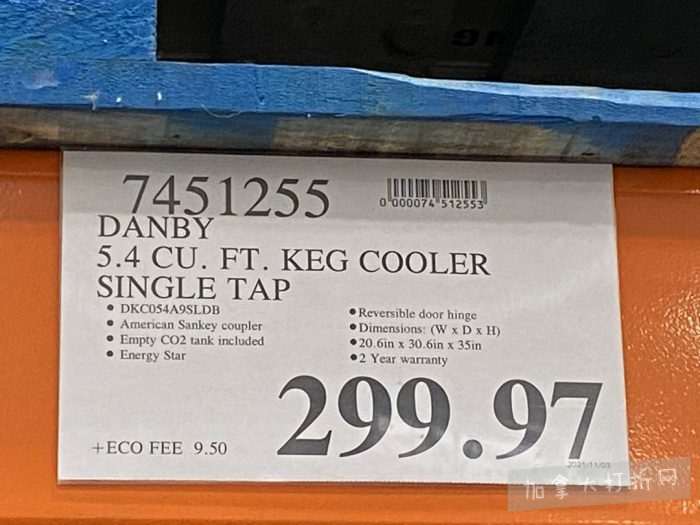 7451255
0 000074 512553
DANBY
5.4 CU. FT. KEG COOLER
SINGLE TAP
• DKC054A9SLDB
• American Sankey coupler
• Empty CO2 tank included
• Energy Star
• Reversible door hinge
• Dimensions: (W x D x H)
• 20.6in x 30.6in x 35in
• 2 Year warranty
299.97
+ECO FEE 9.50
2021/11/03
加拿大打折网